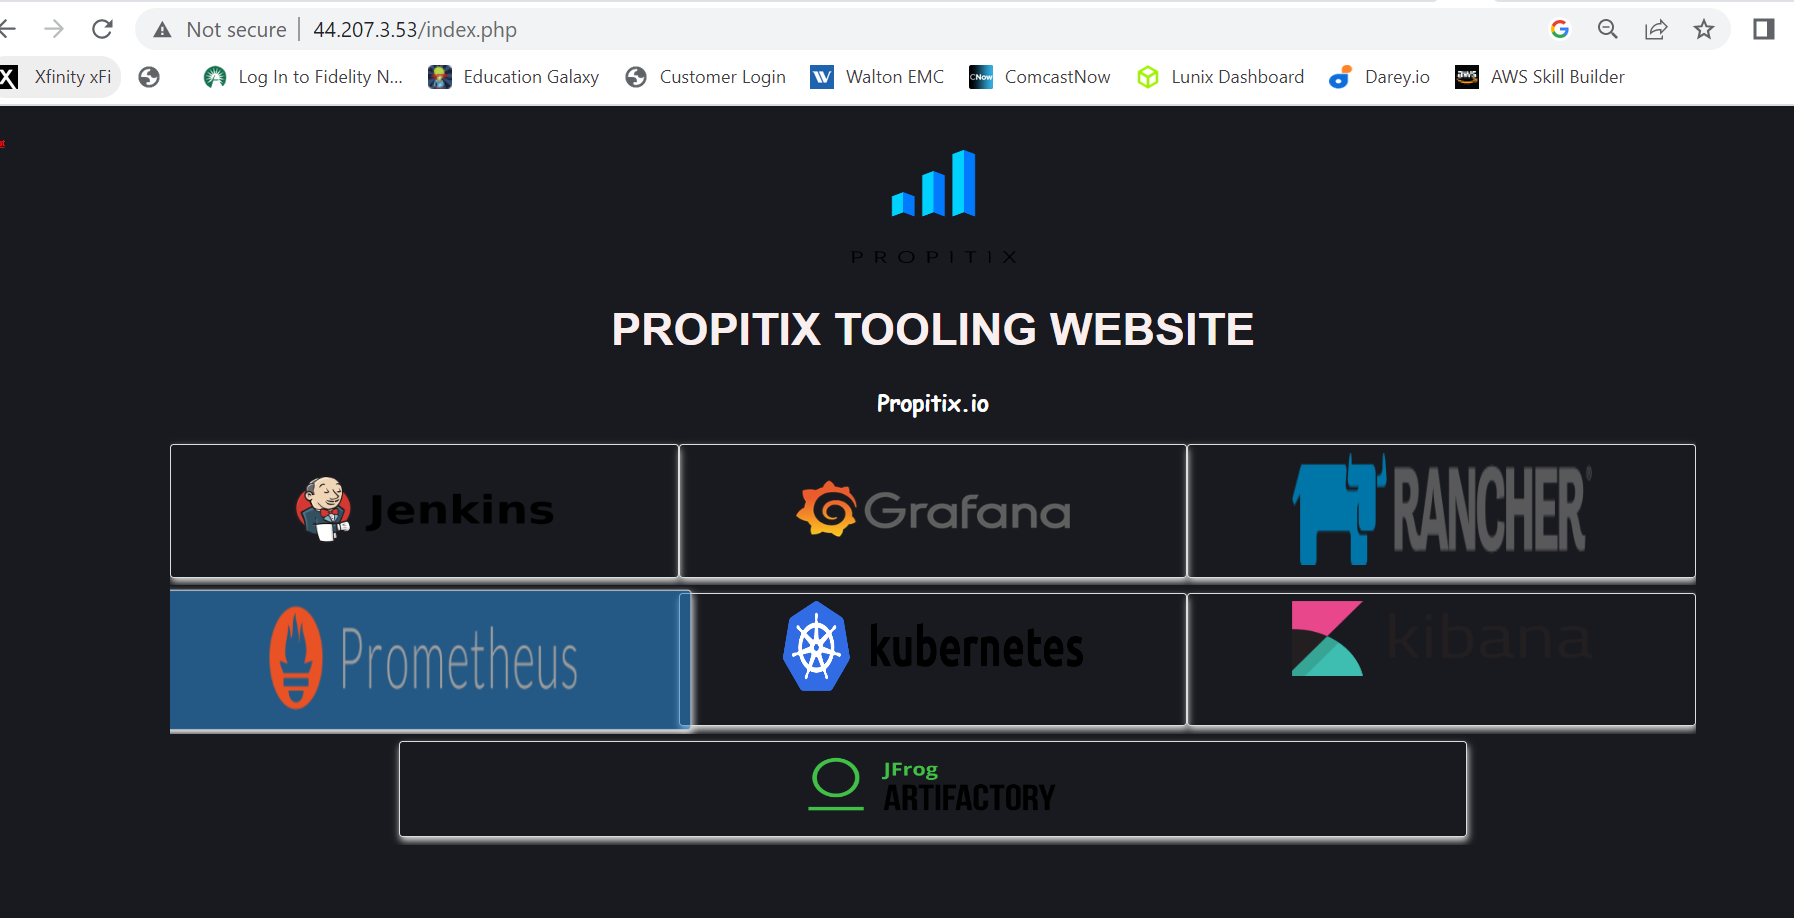 Not secure | 44.207.3.53/index.php
Xfinity xFi Log In to Fidelity N... Education Galaxy Customer Login Walton EMC CNow ComcastNow Lunix Dashboard Darey.io aws AWS Skill Builder
PROPITIX
PROPITIX TOOLING WEBSITE
Propitix.io
Jenkins Grafana RANCHER®
Prometheus kubernetes kibana
JFrog
ARTIFACTORY